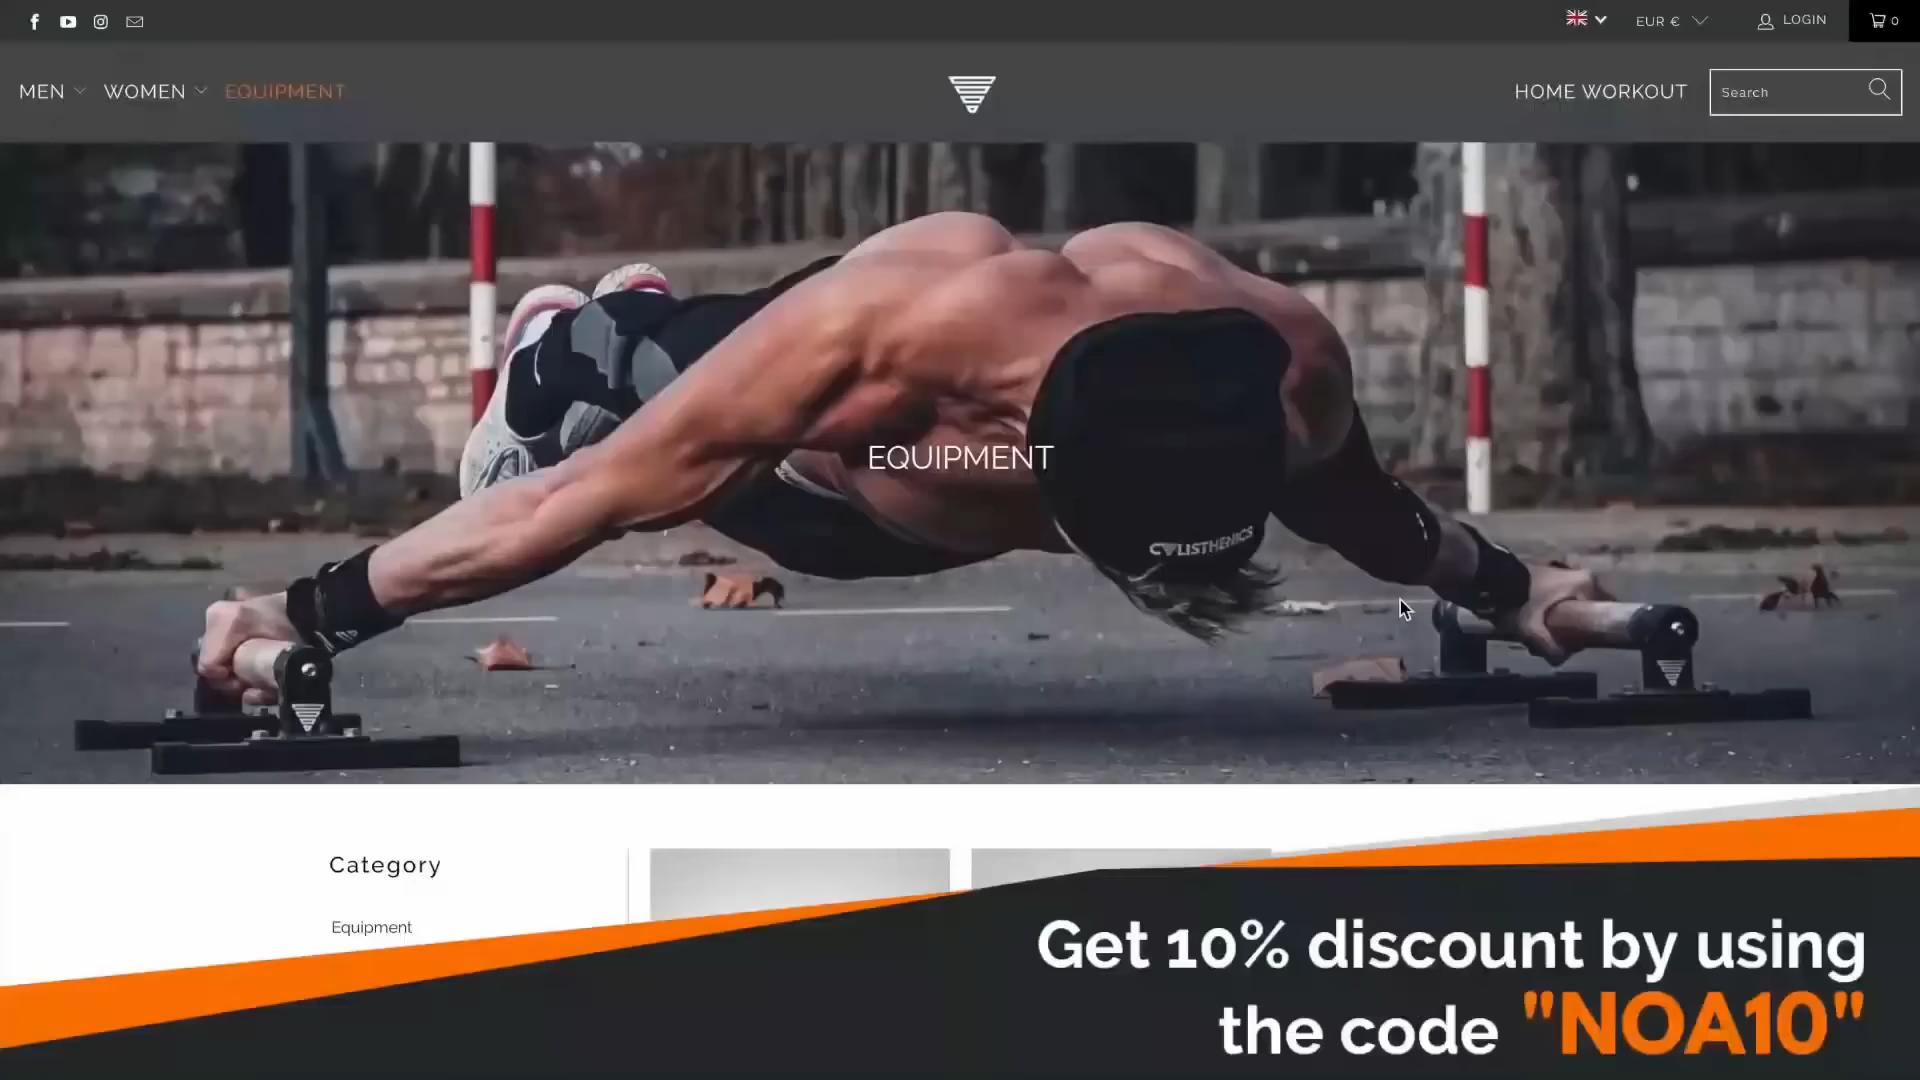 EUR €
LOGIN
0
MEN
WOMEN
EQUIPMENT
HOME WORKOUT
Search
EQUIPMENT
CALISTHENICS
Category
Equipment
Get 10% discount by using
the code "NOA10"